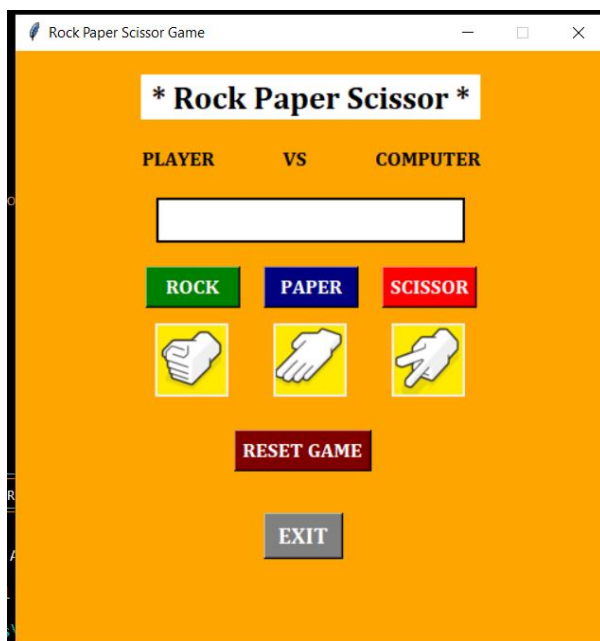 Rock Paper Scissor Game
* Rock Paper Scissor *
PLAYER VS COMPUTER
ROCK PAPER SCISSOR
RESET GAME
EXIT